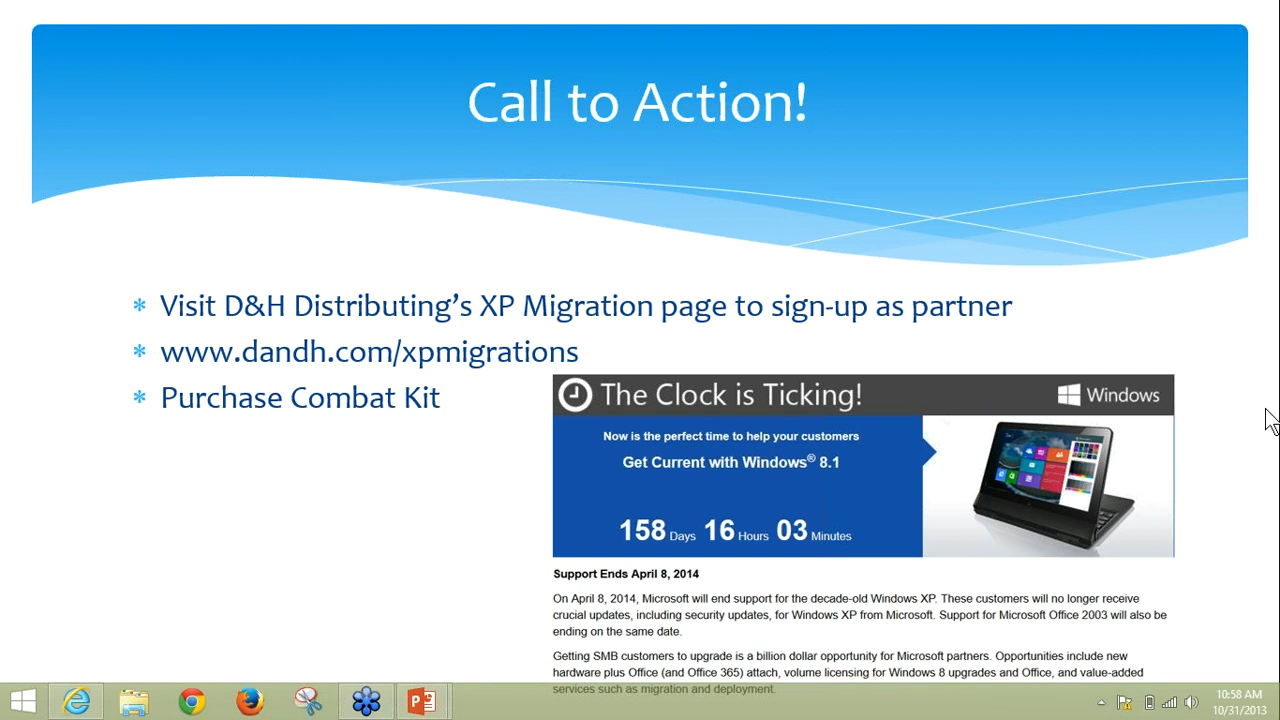 Call to Action!
* Visit D&H Distributing’s XP Migration page to sign-up as partner
* www.dandh.com/xpmigrations
* Purchase Combat Kit
The Clock is Ticking!
Windows
Now is the perfect time to help your customers
Get Current with Windows® 8.1
158 Days 16 Hours 03 Minutes
Support Ends April 8, 2014
On April 8, 2014, Microsoft will end support for the decade-old Windows XP. These customers will no longer receive
crucial updates, including security updates, for Windows XP from Microsoft. Support for Microsoft Office 2003 will also be
ending on the same date.
Getting SMB customers to upgrade is a billion dollar opportunity for Microsoft partners. Opportunities include new
hardware plus Office (and Office 365) attach, volume licensing for Windows 8 upgrades and Office, and value-added
services such as migration and deployment.
10:58 AM
10/31/2013